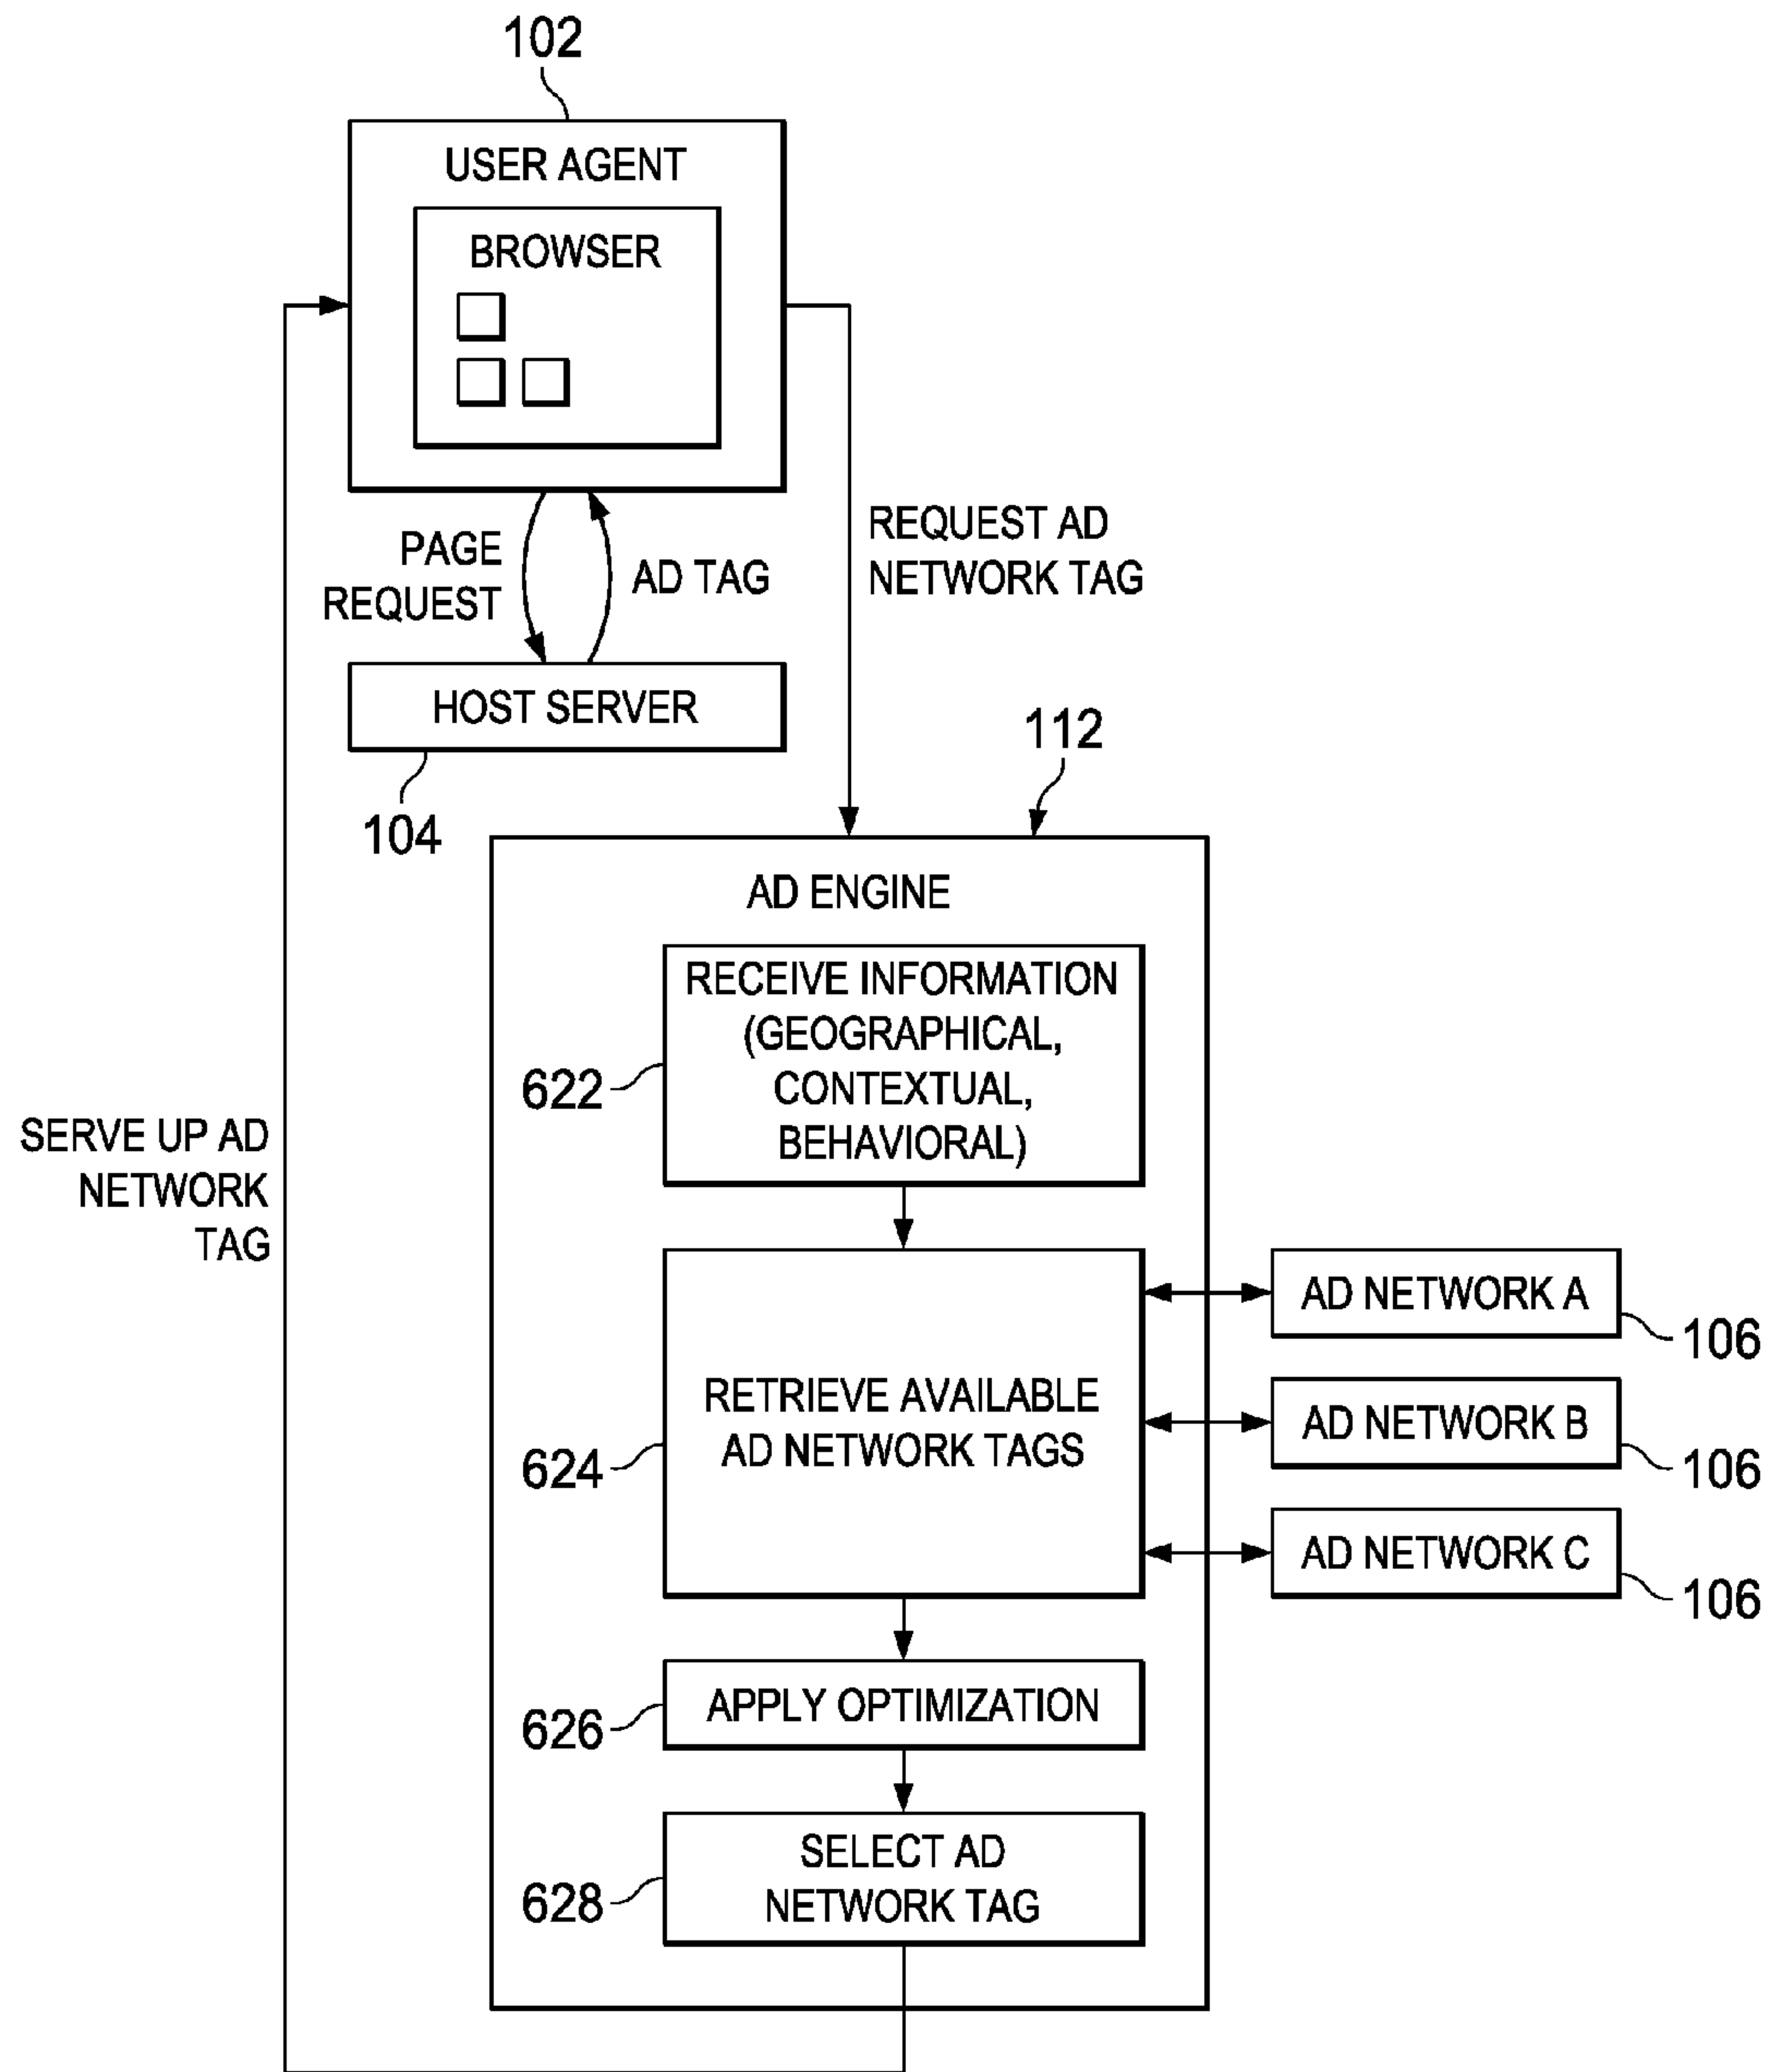 102
USER AGENT
BROWSER
PAGE
REQUEST
AD TAG
REQUEST AD
NETWORK TAG
HOST SERVER
104
112
AD ENGINE
RECEIVE INFORMATION
(GEOGRAPHICAL,
CONTEXTUAL,
BEHAVIORAL)
622
SERVE UP AD
NETWORK
TAG
RETRIEVE AVAILABLE
AD NETWORK TAGS
624
AD NETWORK A
106
AD NETWORK B
106
AD NETWORK C
106
APPLY OPTIMIZATION
626
SELECT AD
NETWORK TAG
628